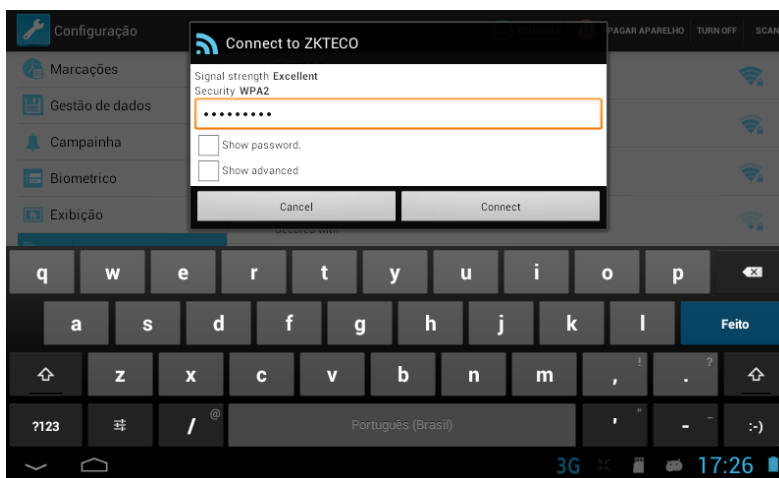 Configuração
PAGAR APARELHO TURN OFF SCAN
Connect to ZKTECO
Marcações
Gestão de dados
Campainha
Biometrico
Exibição
Signal strength Excellent
Security WPA2
•••••••••
Show password.
Show advanced
Cancel Connect
q w e r t y u i o p
a s d f g h j k l Feito
z x c v b n m , ! . ?
?123 / @ Português (Brasil) ' " - _ :-)
3G 17:26